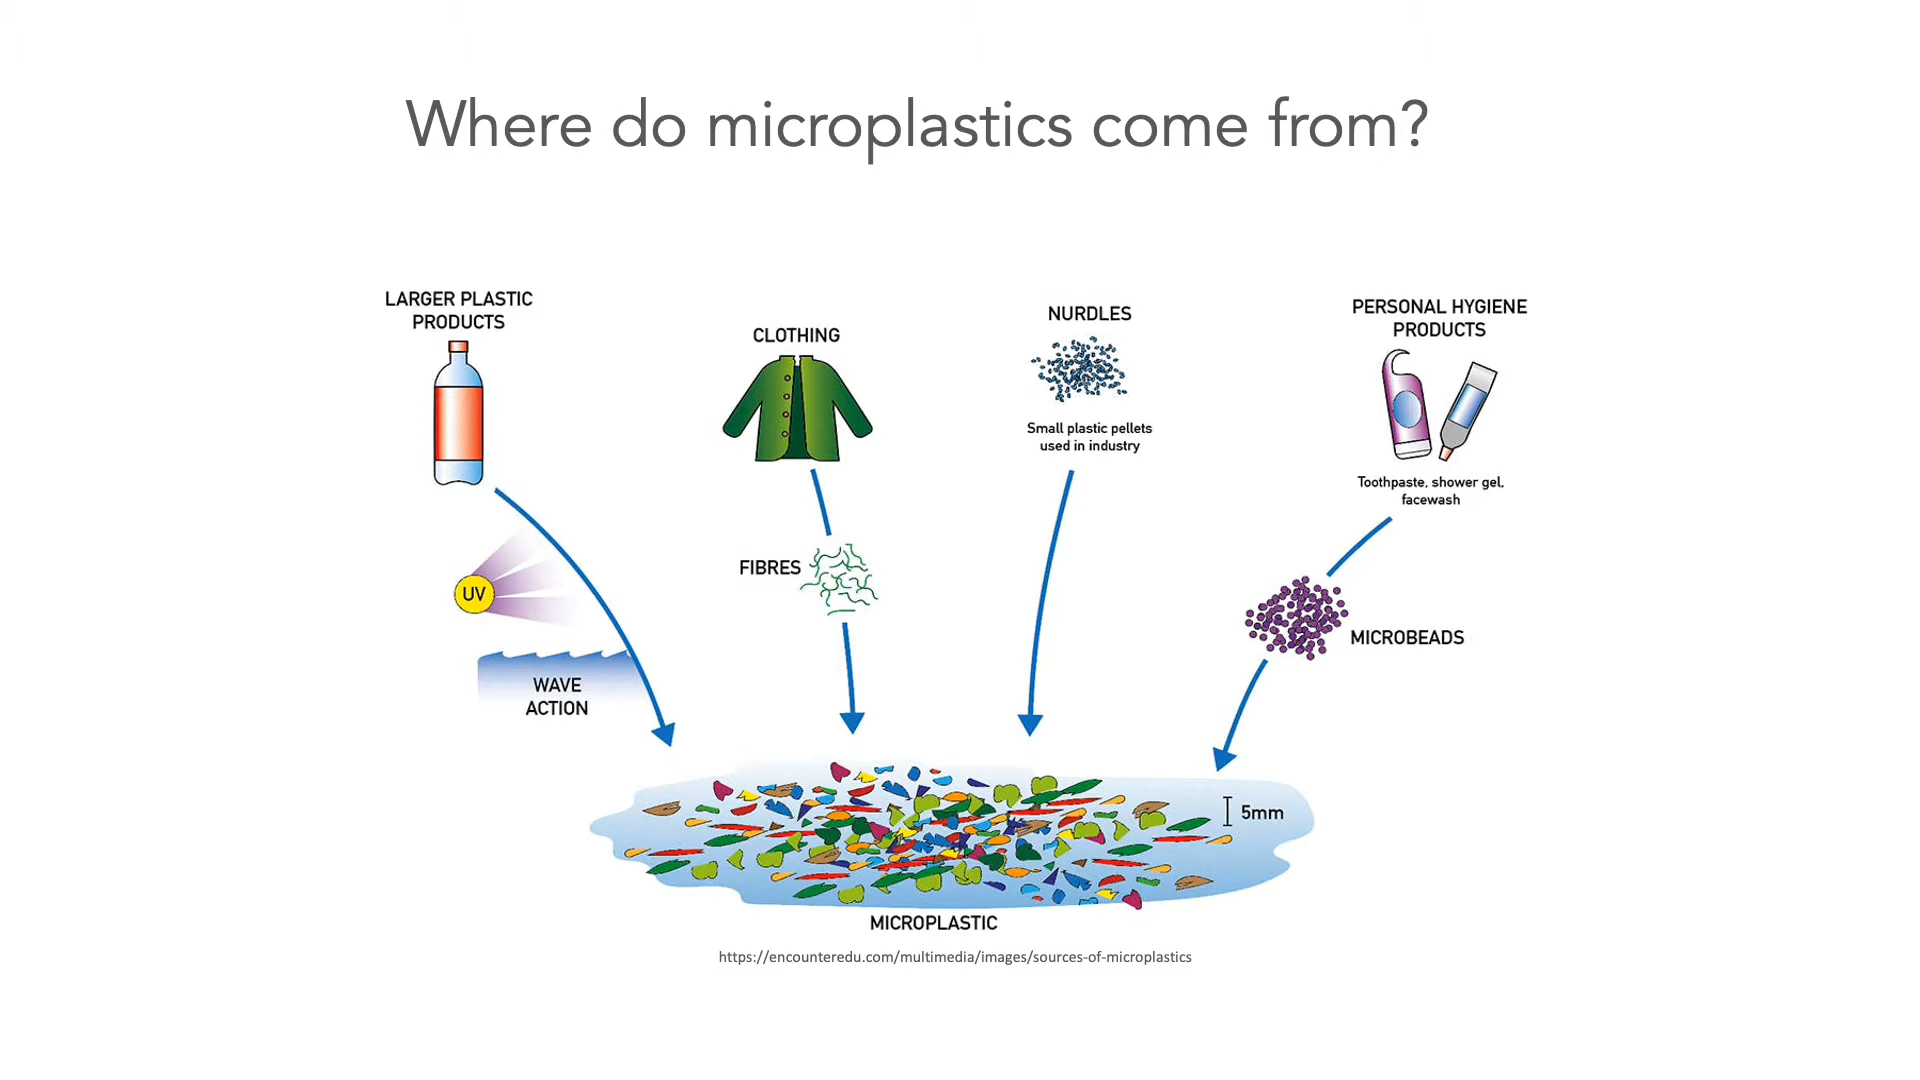 Where do microplastics come from?
LARGER PLASTIC
PRODUCTS
CLOTHING
NURDLES
Small plastic pellets
used in industry
PERSONAL HYGIENE
PRODUCTS
Toothpaste, shower gel,
facewash
UV
WAVE
ACTION
FIBRES
MICROBEADS
5mm
MICROPLASTIC
https://encounteredu.com/multimedia/images/sources-of-microplastics